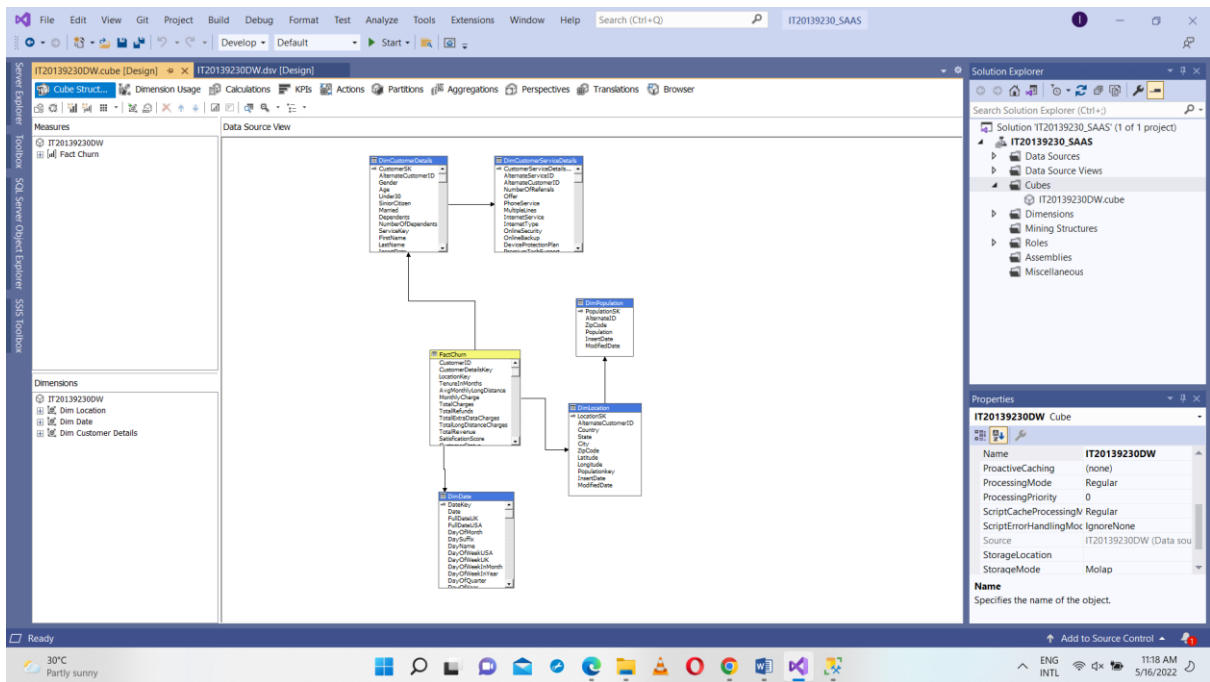 File Edit View Git Project Build Debug Format Test Analyze Tools Extensions Window Help Search (Ctrl+Q) IT20139230_SAAS
Develop Default Start
IT20139230DW.cube [Design] IT20139230DW.dsv [Design]
Cube Struct... Dimension Usage Calculations KPIs Actions Partitions Aggregations Perspectives Translations Browser
Server Explorer
Toolbox
SQL Server Object Explorer
SSIS Toolbox
Measures
IT20139230DW
Fact Churn
Dimensions
IT20139230DW
Dim Location
Dim Date
Dim Customer Details
Data Source View
DimCustomerDetails
CustomerSK
AlternateCustomerID
Gender
Age
Under30
SiniorCitizen
Married
Dependents
NumberOfDependents
ServiceKey
FirstName
LastName
InsertDate
DimCustomerServiceDetails
CustomerServiceDetails...
AlternateServiceID
AlternateCustomerID
NumberOfReferrals
Offer
PhoneService
MultipleLines
InternetService
InternetType
OnlineSecurity
OnlineBackup
DeviceProtectionPlan
PremiumTechSupport
DimPopulation
PopulationSK
AlternateID
ZipCode
Population
InsertDate
ModifiedDate
FactChurn
CustomerID
CustomerDetailsKey
LocationKey
TenureInMonths
AvgMonthlyLongDistance
MonthlyCharge
TotalCharges
TotalRefunds
TotalExtraDataCharges
TotalLongDistanceCharges
TotalRevenue
SatisfactionScore
CustomerStatus
DimLocation
LocationSK
AlternateCustomerID
Country
State
City
ZipCode
Latitude
Longitude
Populationkey
InsertDate
ModifiedDate
DimDate
DateKey
Date
FullDateUK
FullDateUSA
DayOfMonth
DaySuffix
DayName
DayOfWeekUSA
DayOfWeekUK
DayOfWeekInMonth
DayOfWeekInYear
DayOfQuarter
DayOfYear
Solution Explorer
Search Solution Explorer (Ctrl+;)
Solution 'IT20139230_SAAS' (1 of 1 project)
IT20139230_SAAS
Data Sources
Data Source Views
Cubes
IT20139230DW.cube
Dimensions
Mining Structures
Roles
Assemblies
Miscellaneous
Properties
IT20139230DW Cube
Name IT20139230DW
ProactiveCaching (none)
ProcessingMode Regular
ProcessingPriority 0
ScriptCacheProcessingM Regular
ScriptErrorHandlingMoc IgnoreNone
Source IT20139230DW (Data sou
StorageLocation
StorageMode Molap
Name
Specifies the name of the object.
Ready Add to Source Control 1
30°C
Partly sunny
ENG
INTL
11:18 AM
5/16/2022